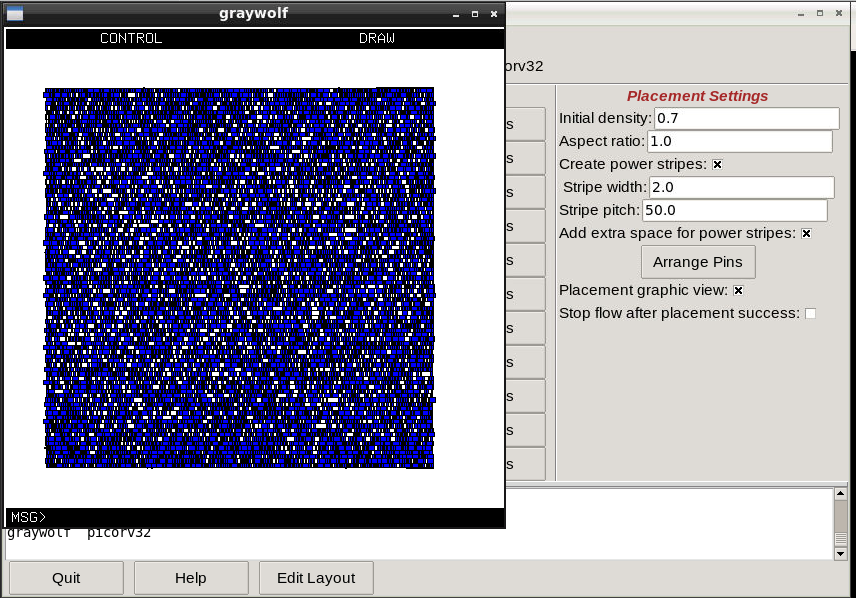 graywolf
CONTROL DRAW
orv32
Placement Settings
Initial density: 0.7
Aspect ratio: 1.0
Create power stripes:
Stripe width: 2.0
Stripe pitch: 50.0
Add extra space for power stripes:
Arrange Pins
Placement graphic view:
Stop flow after placement success:
s
s
s
s
s
s
s
s
s
s
s
MSG>
graywolf picorv32
Quit Help Edit Layout